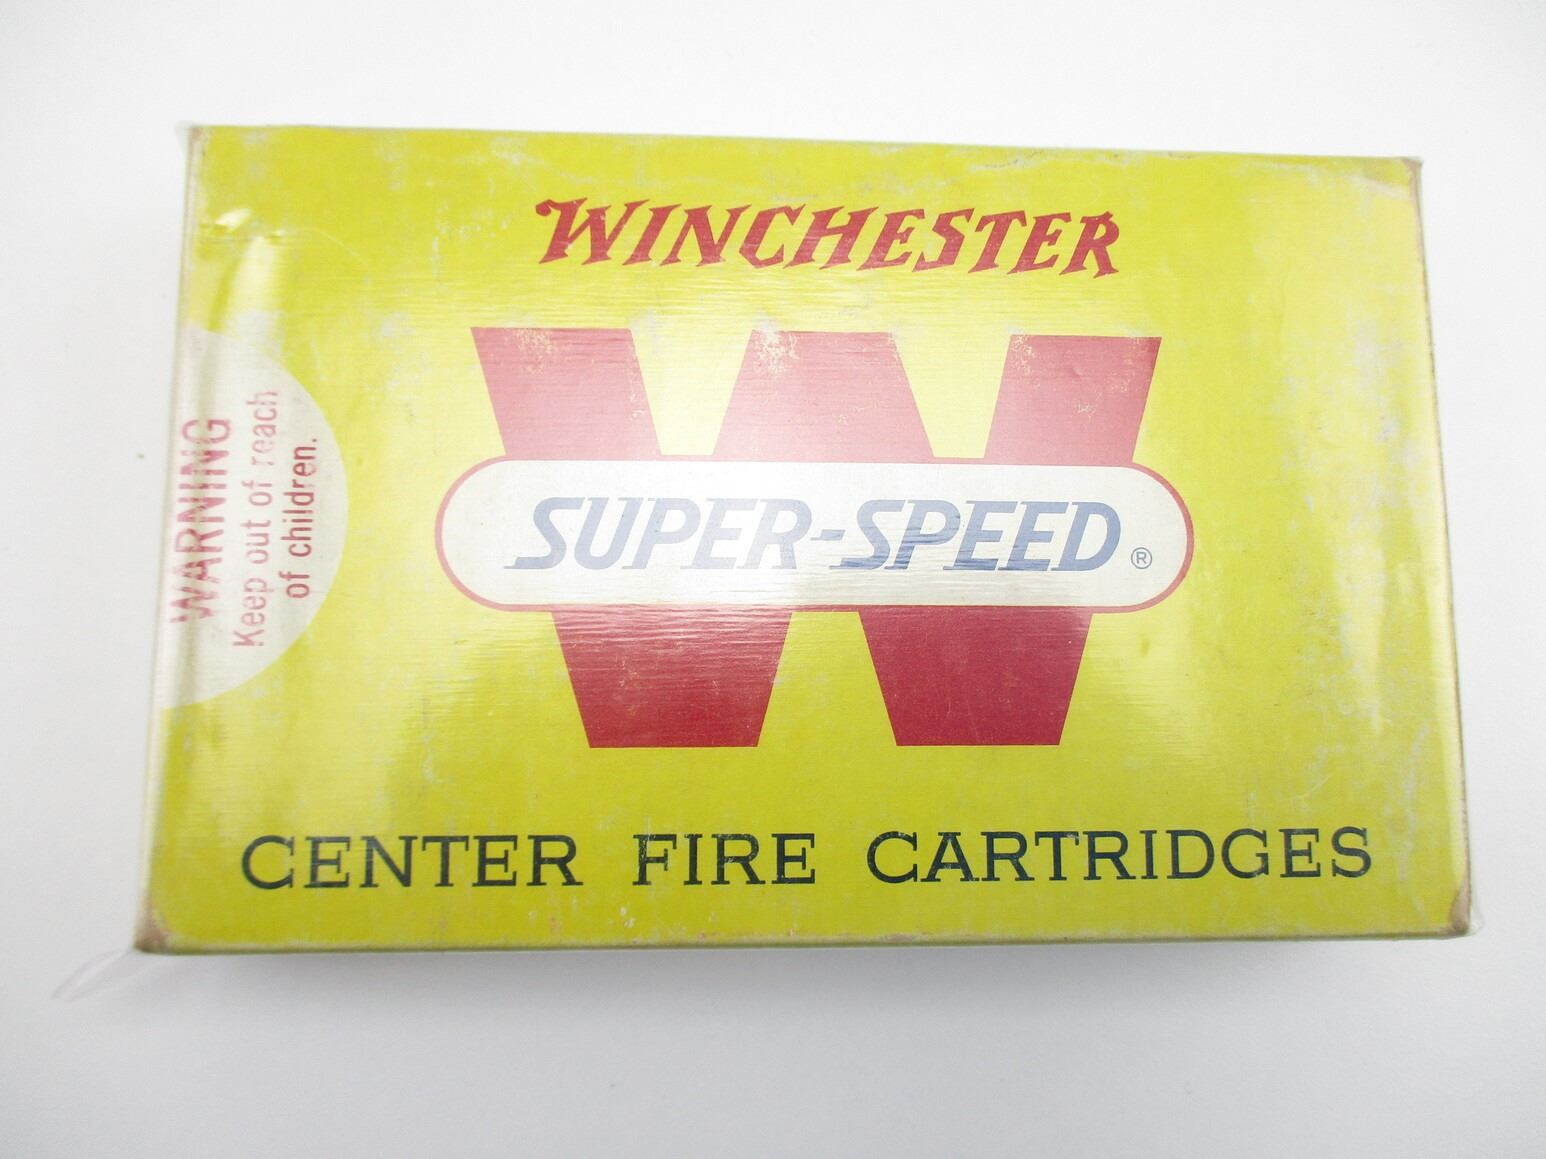 WINCHESTER
W
SUPER-SPEED ®
CENTER FIRE CARTRIDGES
WARNING
Keep out of reach
of children.